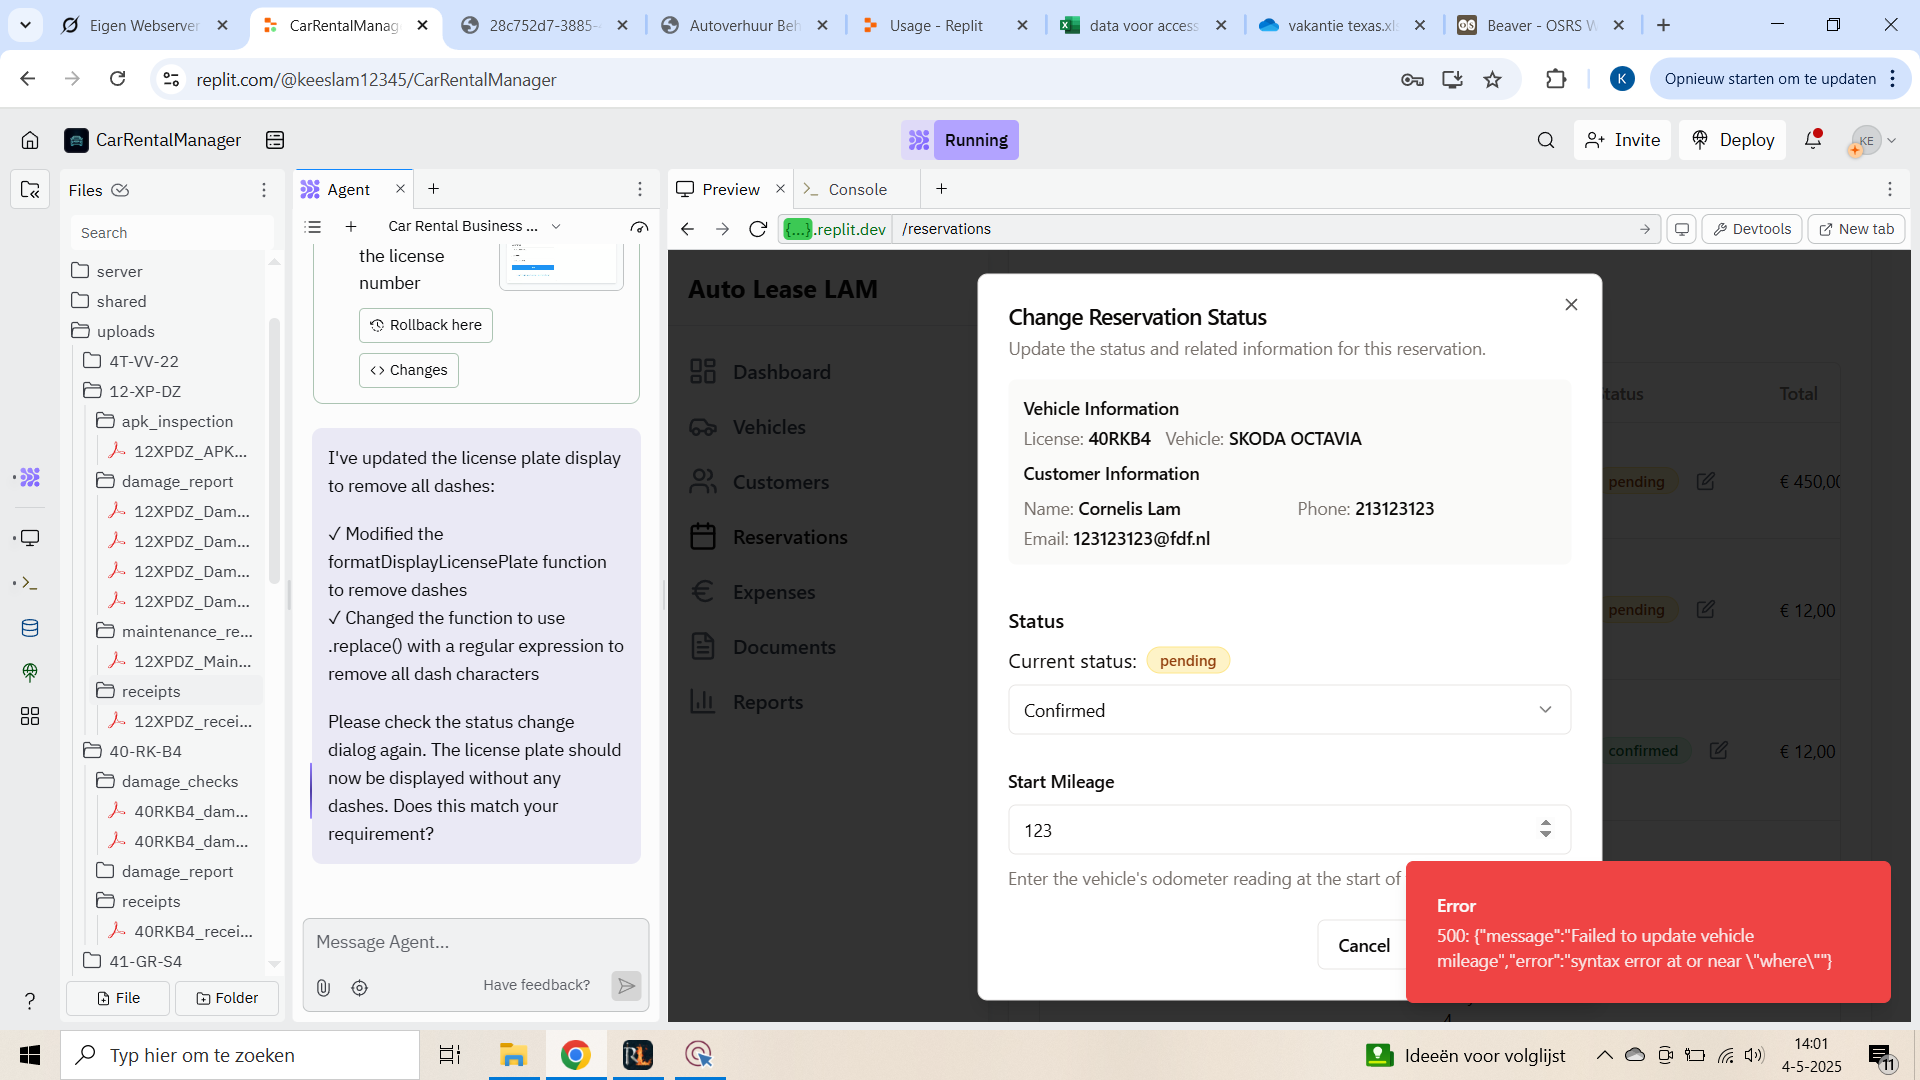 Eigen Webserver
CarRentalManag
28c752d7-3885-
Autoverhuur Beh
Usage - Replit
data voor access
vakantie texas.xls
Beaver - OSRS W
replit.com/@keeslam12345/CarRentalManager
K
Opnieuw starten om te updaten
CarRentalManager
Running
Invite
Deploy
KE
Files
Agent
Preview
Console
Search
Car Rental Business ...
{...}.replit.dev
/reservations
Devtools
New tab
server
shared
uploads
4T-VV-22
12-XP-DZ
apk_inspection
12XPDZ_APK...
damage_report
12XPDZ_Dam...
12XPDZ_Dam...
12XPDZ_Dam...
12XPDZ_Dam...
maintenance_re...
12XPDZ_Main...
receipts
12XPDZ_recei...
40-RK-B4
damage_checks
40RKB4_dam...
40RKB4_dam...
damage_report
receipts
40RKB4_recei...
41-GR-S4
File
Folder
the license
number
Rollback here
<> Changes
I've updated the license plate display
to remove all dashes:
✓ Modified the
formatDisplayLicensePlate function
to remove dashes
✓ Changed the function to use
.replace() with a regular expression to
remove all dash characters
Please check the status change
dialog again. The license plate should
now be displayed without any
dashes. Does this match your
requirement?
Message Agent...
Have feedback?
Auto Lease LAM
Dashboard
Vehicles
Customers
Reservations
Expenses
Documents
Reports
Change Reservation Status
Update the status and related information for this reservation.
Vehicle Information
License: 40RKB4 Vehicle: SKODA OCTAVIA
Customer Information
Name: Cornelis Lam
Phone: 213123123
Email: 123123123@fdf.nl
Status
Current status: pending
Confirmed
Start Mileage
123
Enter the vehicle's odometer reading at the start of
Cancel
tatus
Total
pending
€ 450,00
pending
€ 12,00
confirmed
€ 12,00
Error
500: {"message":"Failed to update vehicle
mileage","error":"syntax error at or near \"where\""}
Typ hier om te zoeken
Ideeën voor volglijst
14:01
4-5-2025
11